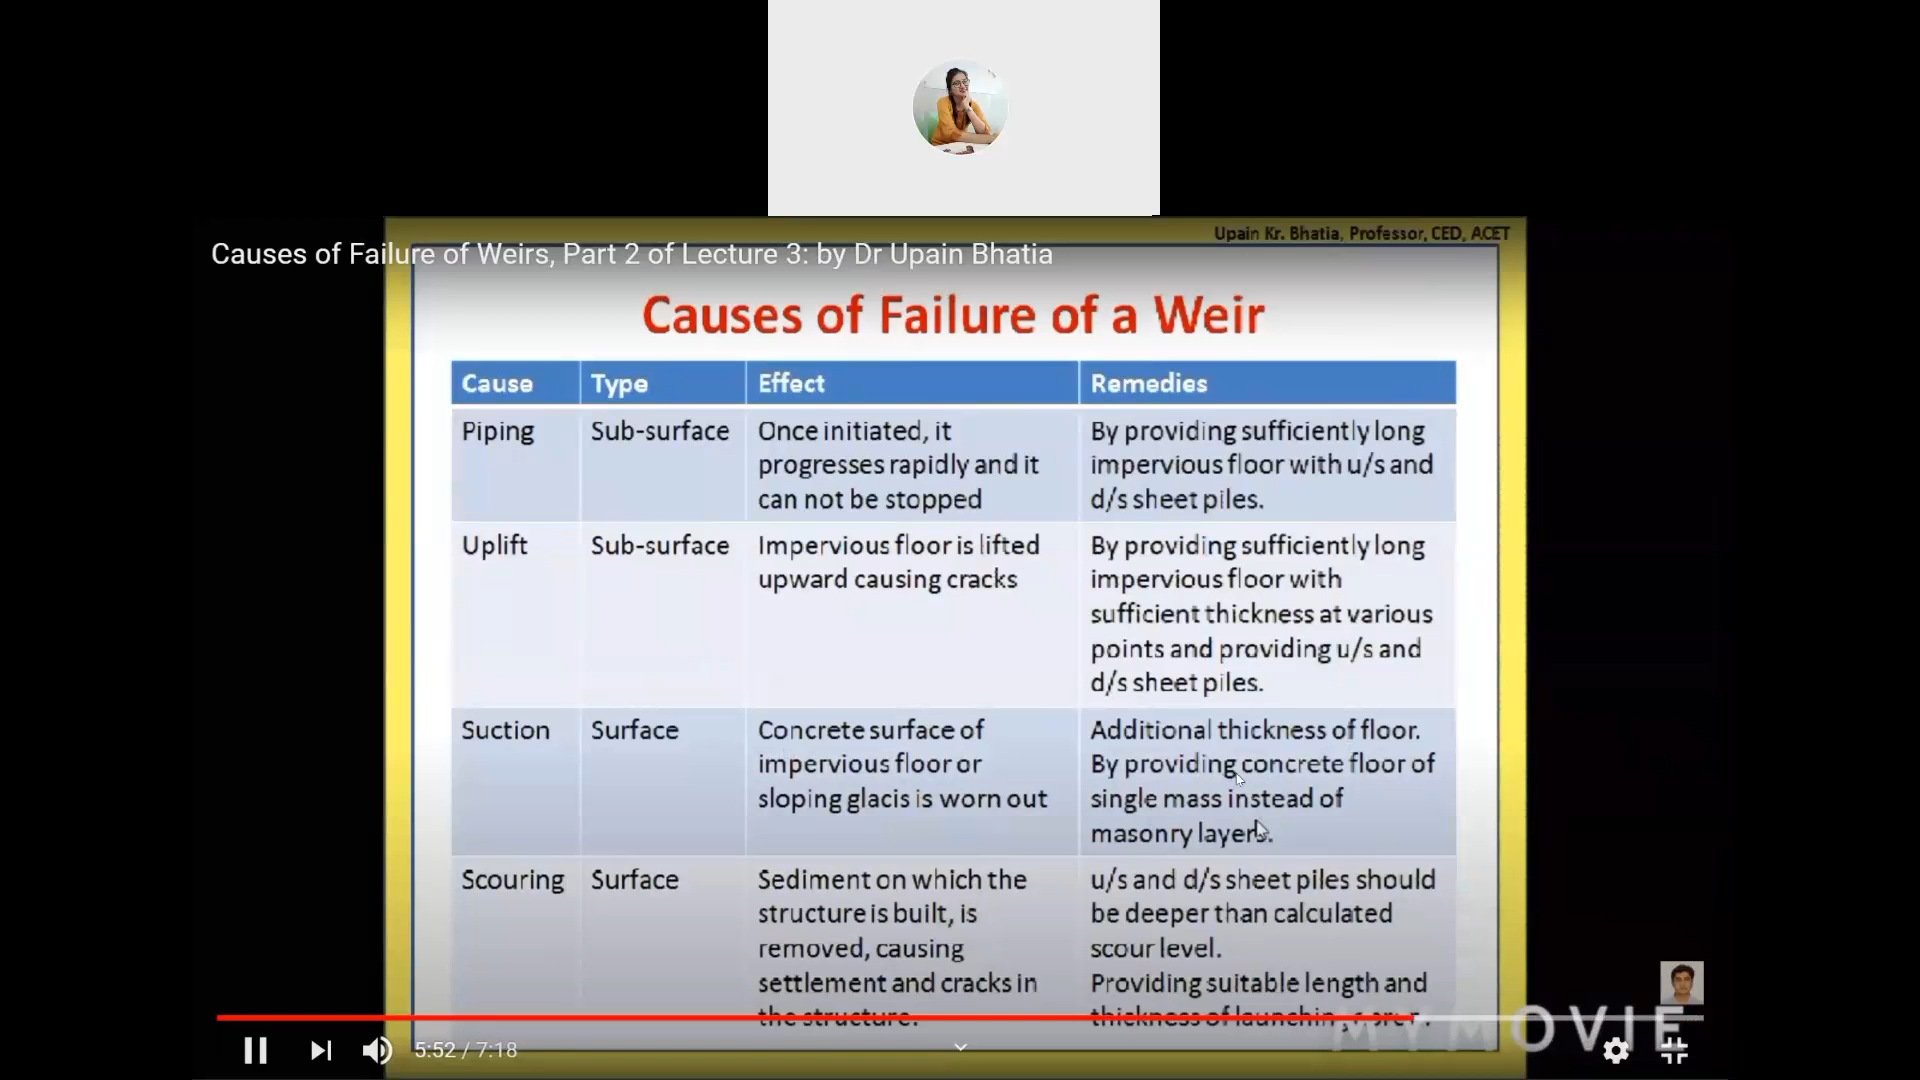 Upain Kr. Bhatia, Professor, CED, ACET
Causes of Failure of Weirs, Part 2 of Lecture 3: by Dr Upain Bhatia
Causes of Failure of a Weir
Cause Type Effect Remedies
Piping Sub-surface Once initiated, it
progresses rapidly and it
can not be stopped
By providing sufficiently long
impervious floor with u/s and
d/s sheet piles.
Uplift Sub-surface Impervious floor is lifted
upward causing cracks
By providing sufficiently long
impervious floor with
sufficient thickness at various
points and providing u/s and
d/s sheet piles.
Suction Surface Concrete surface of
impervious floor or
sloping glacis is worn out
Additional thickness of floor.
By providing concrete floor of
single mass instead of
masonry layers.
Scouring Surface Sediment on which the
structure is built, is
removed, causing
settlement and cracks in
the structure.
u/s and d/s sheet piles should
be deeper than calculated
scour level.
Providing suitable length and
thickness of launching
MYMOVIE
5:52 / 7:18